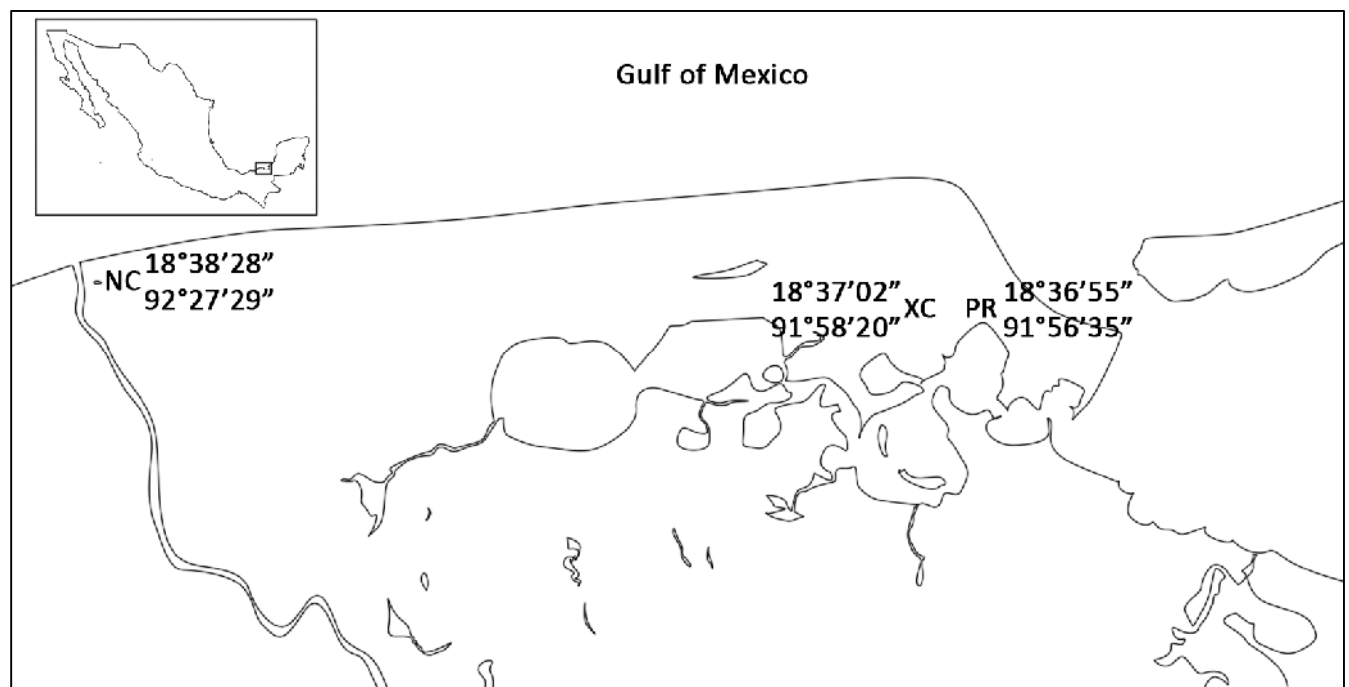 Gulf of Mexico
NC 18°38’28”
92°27’29”
18°37’02”
91°58’20” XC
PR 18°36’55”
91°56’35”